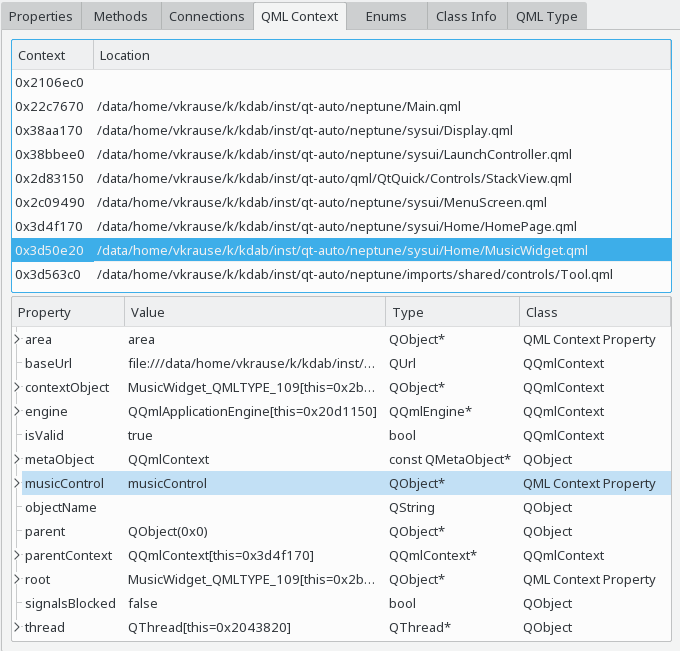 Properties Methods Connections QML Context Enums Class Info QML Type
Context Location
0x2106ec0
0x22c7670 /data/home/vkrause/k/kdab/inst/qt-auto/neptune/Main.qml
0x38aa170 /data/home/vkrause/k/kdab/inst/qt-auto/neptune/sysui/Display.qml
0x38bbee0 /data/home/vkrause/k/kdab/inst/qt-auto/neptune/sysui/LaunchController.qml
0x2d83150 /data/home/vkrause/k/kdab/inst/qt-auto/qml/QtQuick/Controls/StackView.qml
0x2c09490 /data/home/vkrause/k/kdab/inst/qt-auto/neptune/sysui/MenuScreen.qml
0x3d4f170 /data/home/vkrause/k/kdab/inst/qt-auto/neptune/sysui/Home/HomePage.qml
0x3d50e20 /data/home/vkrause/k/kdab/inst/qt-auto/neptune/sysui/Home/MusicWidget.qml
0x3d563c0 /data/home/vkrause/k/kdab/inst/qt-auto/neptune/imports/shared/controls/Tool.qml
Property Value Type Class
area area QObject* QML Context Property
baseUrl file:///data/home/vkrause/k/kdab/inst/... QUrl QQmlContext
contextObject MusicWidget_QMLTYPE_109[this=0x2b... QObject* QQmlContext
engine QQmlApplicationEngine[this=0x20d1150] QQmlEngine* QQmlContext
isValid true bool QQmlContext
metaObject QQmlContext const QMetaObject* QObject
musicControl musicControl QObject* QML Context Property
objectName QString QObject
parent QObject(0x0) QObject* QObject
parentContext QQmlContext[this=0x3d4f170] QQmlContext* QQmlContext
root MusicWidget_QMLTYPE_109[this=0x2b... QObject* QML Context Property
signalsBlocked false bool QObject
thread QThread[this=0x2043820] QThread* QObject